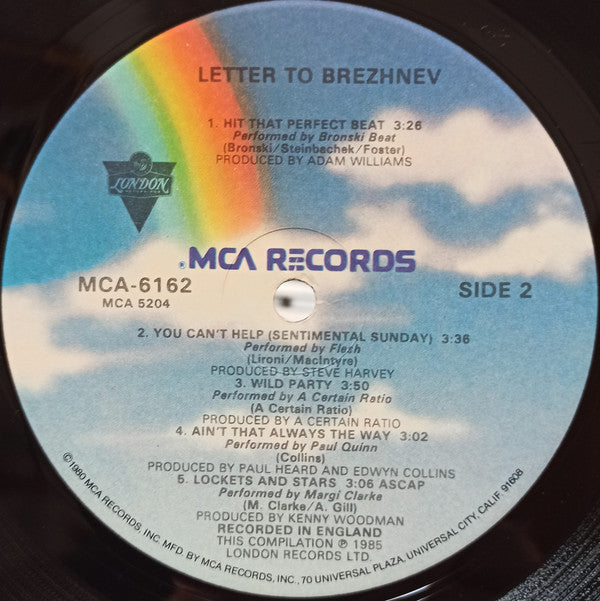 LETTER TO BREZHNEV
1. HIT THAT PERFECT BEAT 3:26
Performed by Bronski Beat
(Bronski/Steinbachek/Foster)
PRODUCED BY ADAM WILLIAMS
LONDON
MCA RECORDS
MCA-6162
MCA 5204
SIDE 2
2. YOU CAN'T HELP (SENTIMENTAL SUNDAY) 3:36
Performed by Flesh
(Lironi/MacIntyre)
PRODUCED BY STEVE HARVEY
3. WILD PARTY 3:50
Performed by A Certain Ratio
(A Certain Ratio)
PRODUCED BY A CERTAIN RATIO
4. AIN'T THAT ALWAYS THE WAY 3:02
Performed by Paul Quinn
(Collins)
PRODUCED BY PAUL HEARD AND EDWYN COLLINS
5. LOCKETS AND STARS 3:06 ASCAP
Performed by Margi Clarke
(M. Clarke/A. Gill)
PRODUCED BY KENNY WOODMAN
RECORDED IN ENGLAND
THIS COMPILATION ℗ 1985
LONDON RECORDS LTD.
©1980 MCA RECORDS, INC. MFD. BY MCA RECORDS, INC., 70 UNIVERSAL PLAZA, UNIVERSAL CITY, CALIF. 91608